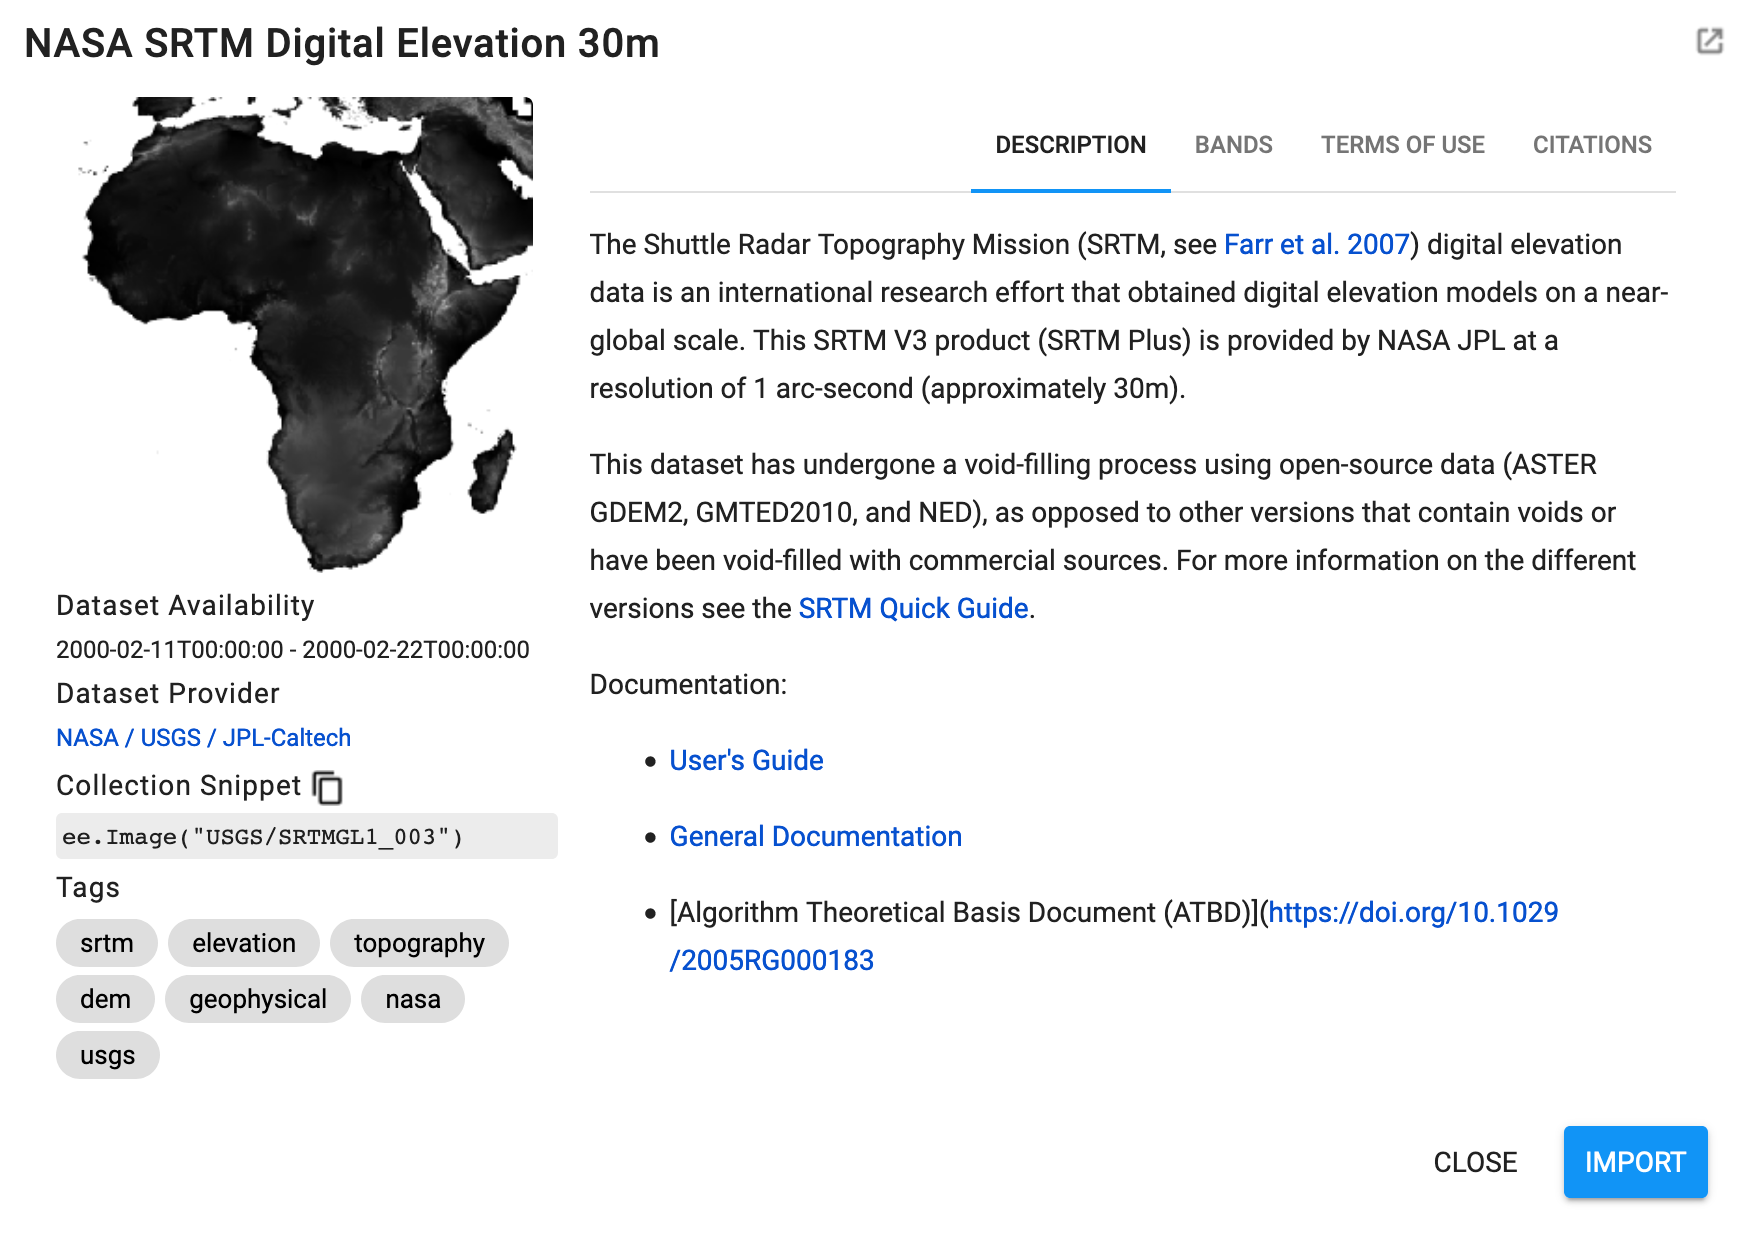 NASA SRTM Digital Elevation 30m
Dataset Availability
2000-02-11T00:00:00 - 2000-02-22T00:00:00
Dataset Provider
NASA / USGS / JPL-Caltech
Collection Snippet
ee.Image("USGS/SRTMGL1_003")
Tags
srtm elevation topography
dem geophysical nasa
usgs
DESCRIPTION BANDS TERMS OF USE CITATIONS
The Shuttle Radar Topography Mission (SRTM, see Farr et al. 2007) digital elevation
data is an international research effort that obtained digital elevation models on a near-
global scale. This SRTM V3 product (SRTM Plus) is provided by NASA JPL at a
resolution of 1 arc-second (approximately 30m).
This dataset has undergone a void-filling process using open-source data (ASTER
GDEM2, GMTED2010, and NED), as opposed to other versions that contain voids or
have been void-filled with commercial sources. For more information on the different
versions see the SRTM Quick Guide.
Documentation:
• User's Guide
• General Documentation
• [Algorithm Theoretical Basis Document (ATBD)](https://doi.org/10.1029
/2005RG000183
CLOSE IMPORT